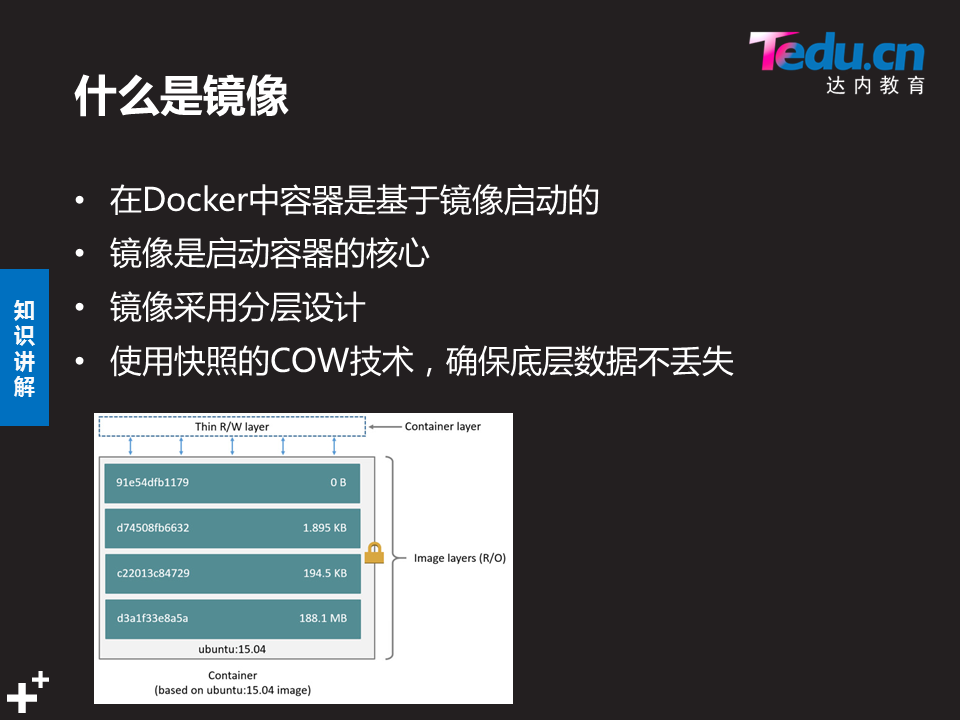 Tedu.cn
达内教育
什么是镜像
• 在Docker中容器是基于镜像启动的
• 镜像是启动容器的核心
• 镜像采用分层设计
• 使用快照的COW技术，确保底层数据不丢失
知识讲解
Thin R/W layer
Container layer
91e54dfb1179 0 B
d74508fb6632 1.895 KB
c22013c84729 194.5 KB
d3a1f33e8a5a 188.1 MB
Image layers (R/O)
ubuntu:15.04
Container
(based on ubuntu:15.04 image)